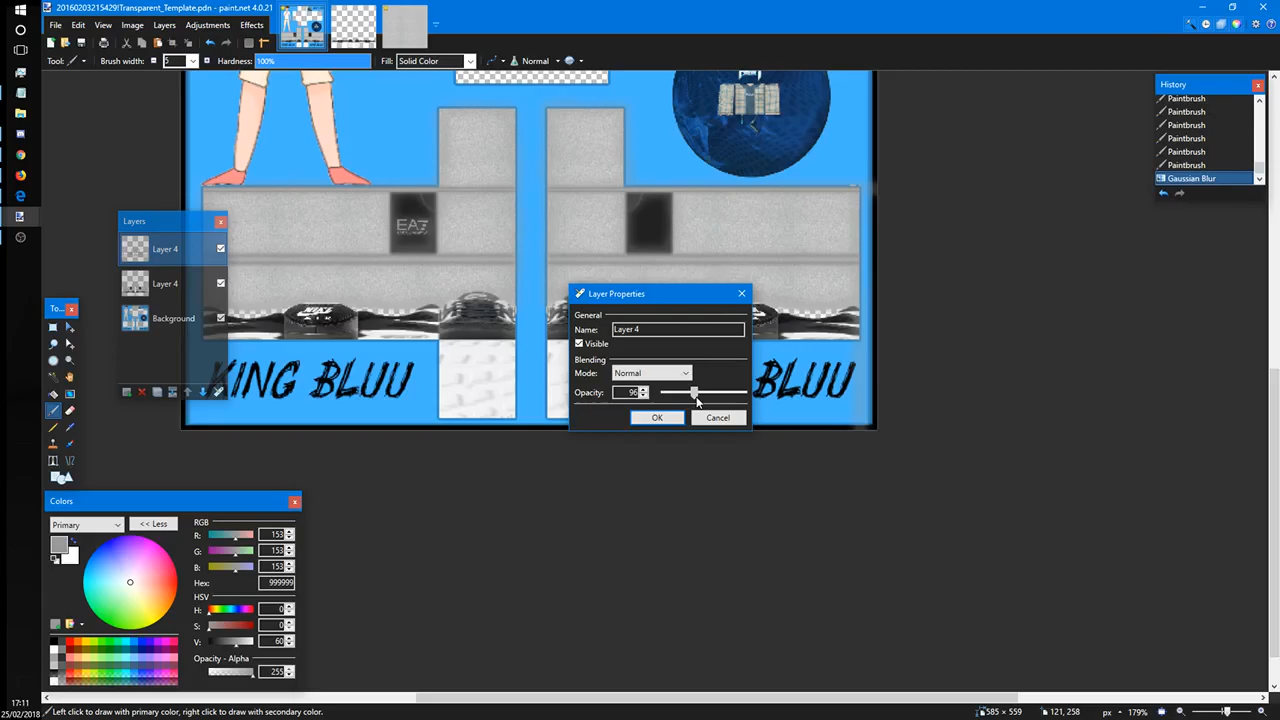 20160203215429!Transparent_Template.pdn - paint.net 4.0.21
File Edit View Image Layers Adjustments Effects
Tool: Brush width: 5 Hardness: 100% Fill: Solid Color Normal
History
Paintbrush
Paintbrush
Paintbrush
Paintbrush
Paintbrush
Paintbrush
Gaussian Blur
Layers
Layer 4
Layer 4
Background
EA7
To...
Layer Properties
General
Name: Layer 4
Visible
Blending
Mode: Normal
Opacity: 96
OK Cancel
KING BLUU
BLUU
Colors
Primary << Less
RGB
R: 153
G: 153
B: 153
Hex: 999999
HSV
H: 0
S: 0
V: 60
Opacity - Alpha
255
17:11
25/02/2018
Left click to draw with primary color, right click to draw with secondary color.
585 × 559 121, 258 px 179%